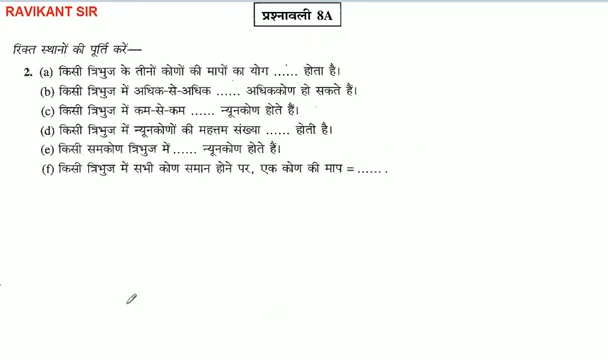 RAVIKANT SIR
प्रश्नावली 8A
रिक्त स्थानों की पूर्ति करें—
2. (a) किसी त्रिभुज के तीनों कोणों की मापों का योग ...... होता है।
(b) किसी त्रिभुज में अधिक-से-अधिक ...... अधिककोण हो सकते हैं।
(c) किसी त्रिभुज में कम-से-कम ...... न्यूनकोण होते हैं।
(d) किसी त्रिभुज में न्यूनकोणों की महत्तम संख्या ...... होती है।
(e) किसी समकोण त्रिभुज में ...... न्यूनकोण होते हैं।
(f) किसी त्रिभुज में सभी कोण समान होने पर, एक कोण की माप = ...... .